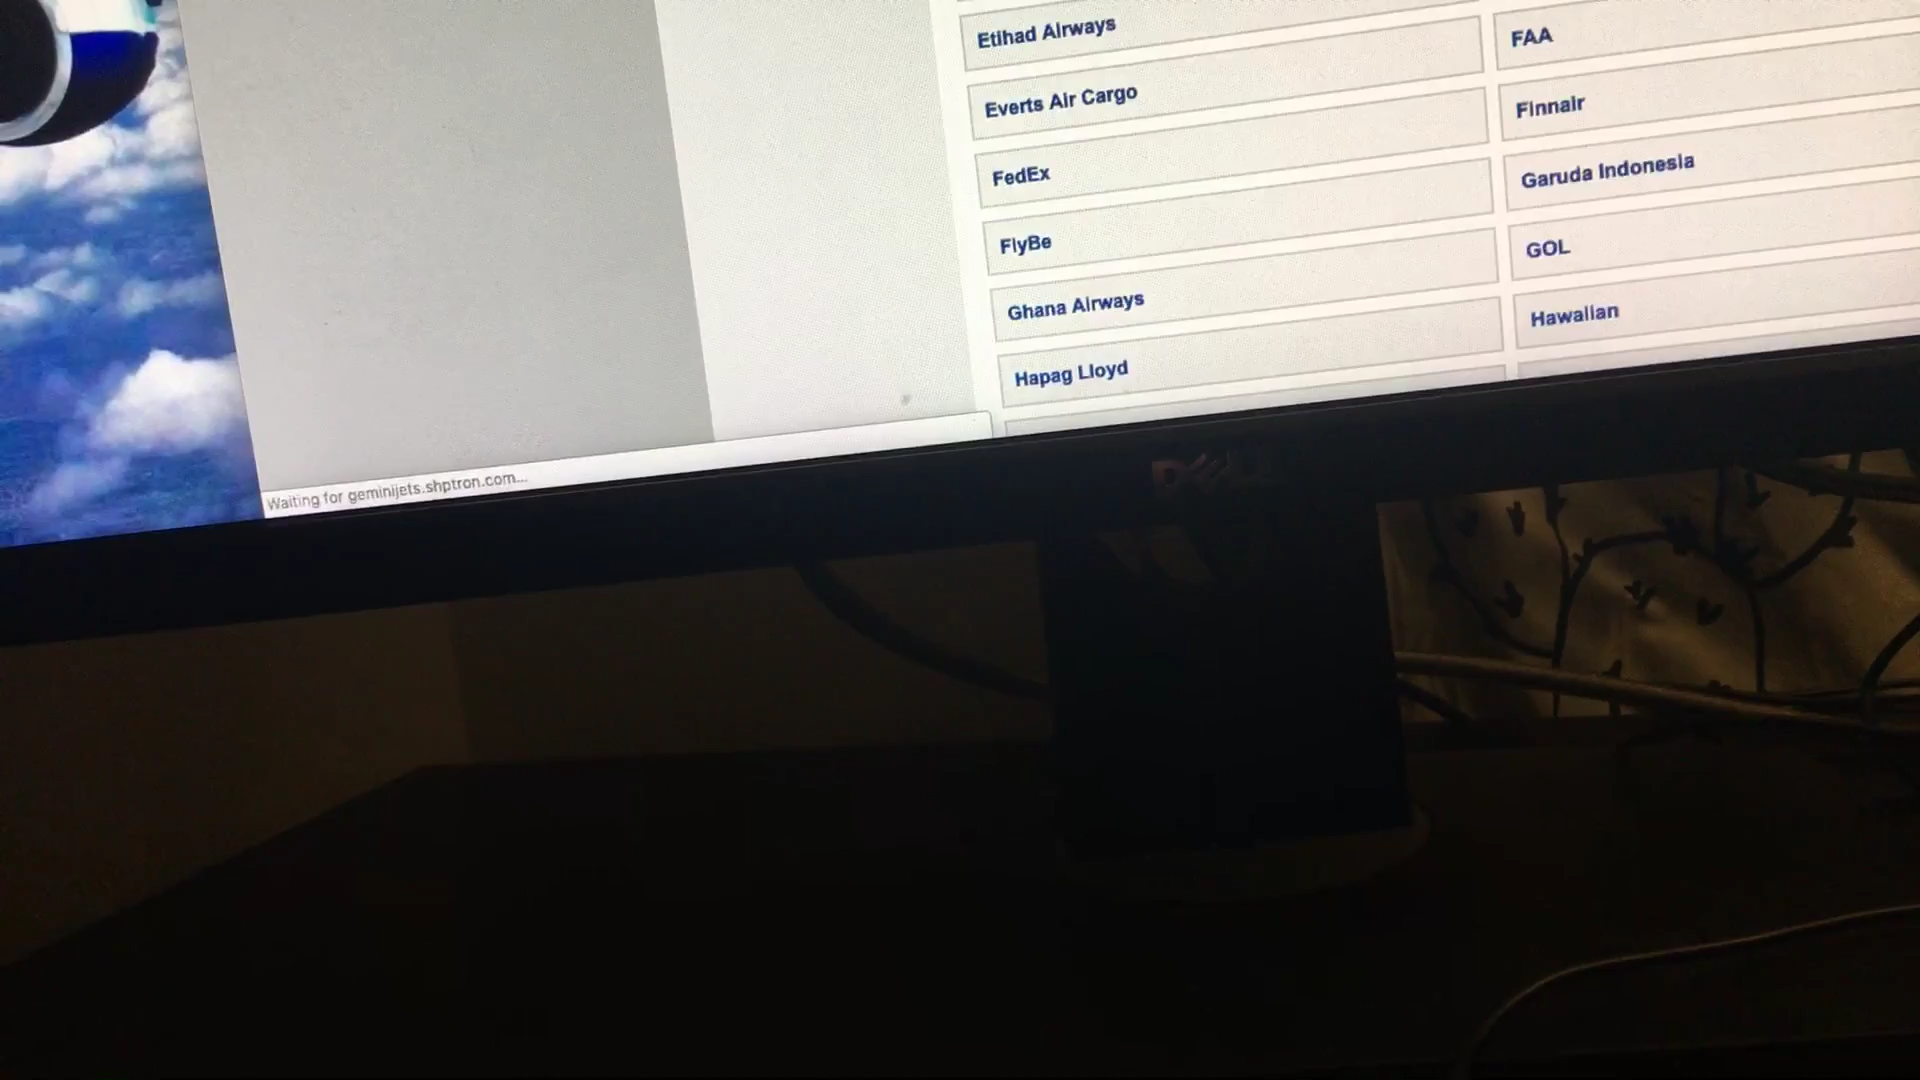 Etihad Airways
FAA
Everts Air Cargo
Finnair
FedEx
Garuda Indonesia
FlyBe
GOL
Ghana Airways
Hawaiian
Hapag Lloyd
Waiting for geminijets.shptron.com...
DELL